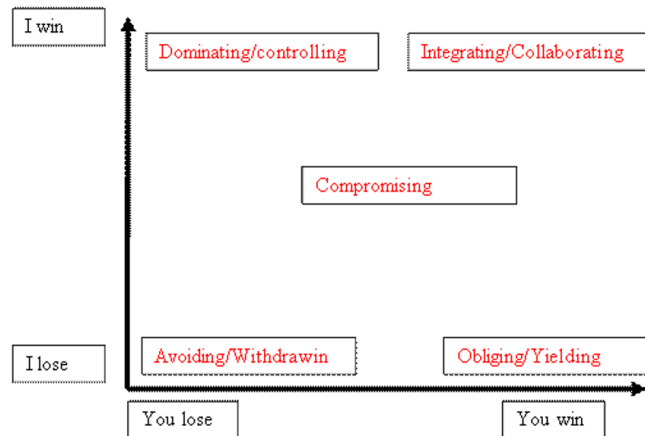 I win
Dominating/controlling
Integrating/Collaborating
Compromising
I lose
Avoiding/Withdrawin
Obliging/Yielding
You lose
You win